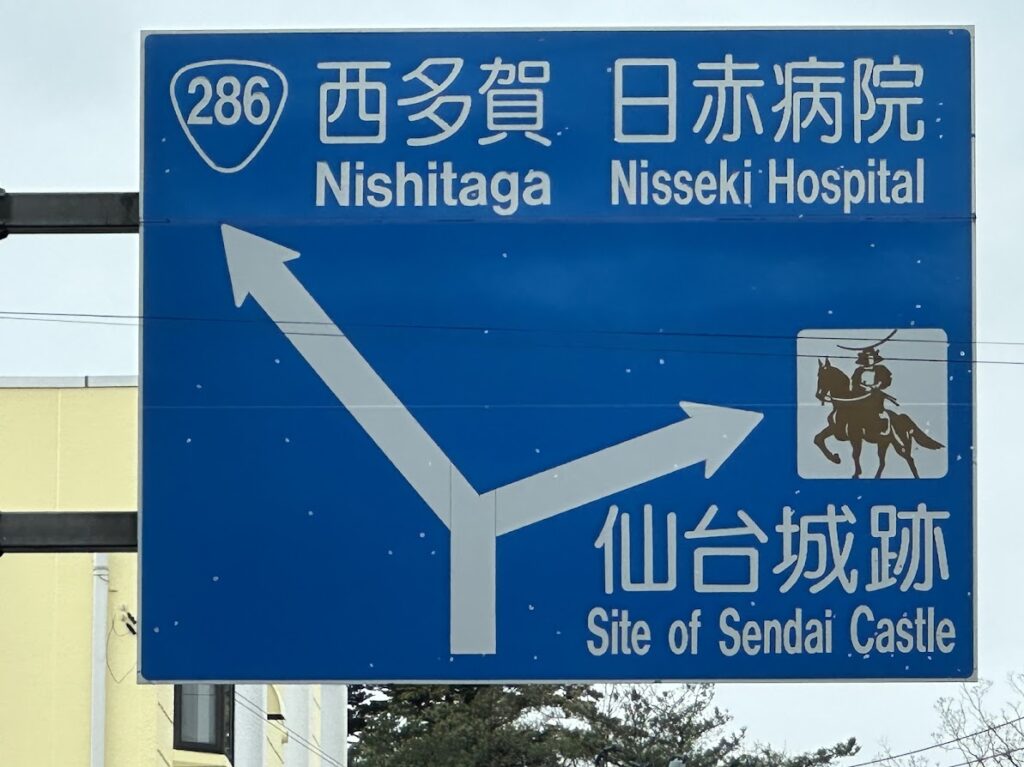 286 西多賀 日赤病院
Nishitaga Nisseki Hospital
仙台城跡
Site of Sendai Castle